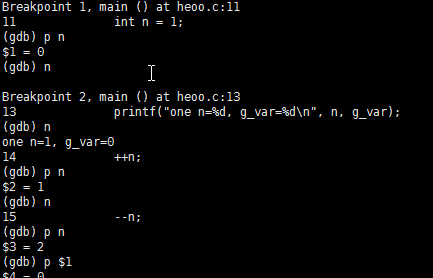 Breakpoint 1, main () at heoo.c:11
11          int n = 1;
(gdb) p n
$1 = 0
(gdb) n
Breakpoint 2, main () at heoo.c:13
13          printf("one n=%d, g_var=%d\n", n, g_var);
(gdb) n
one n=1, g_var=0
14          ++n;
(gdb) p n
$2 = 1
(gdb) n
15          --n;
(gdb) p n
$3 = 2
(gdb) p $1
$4 = 0